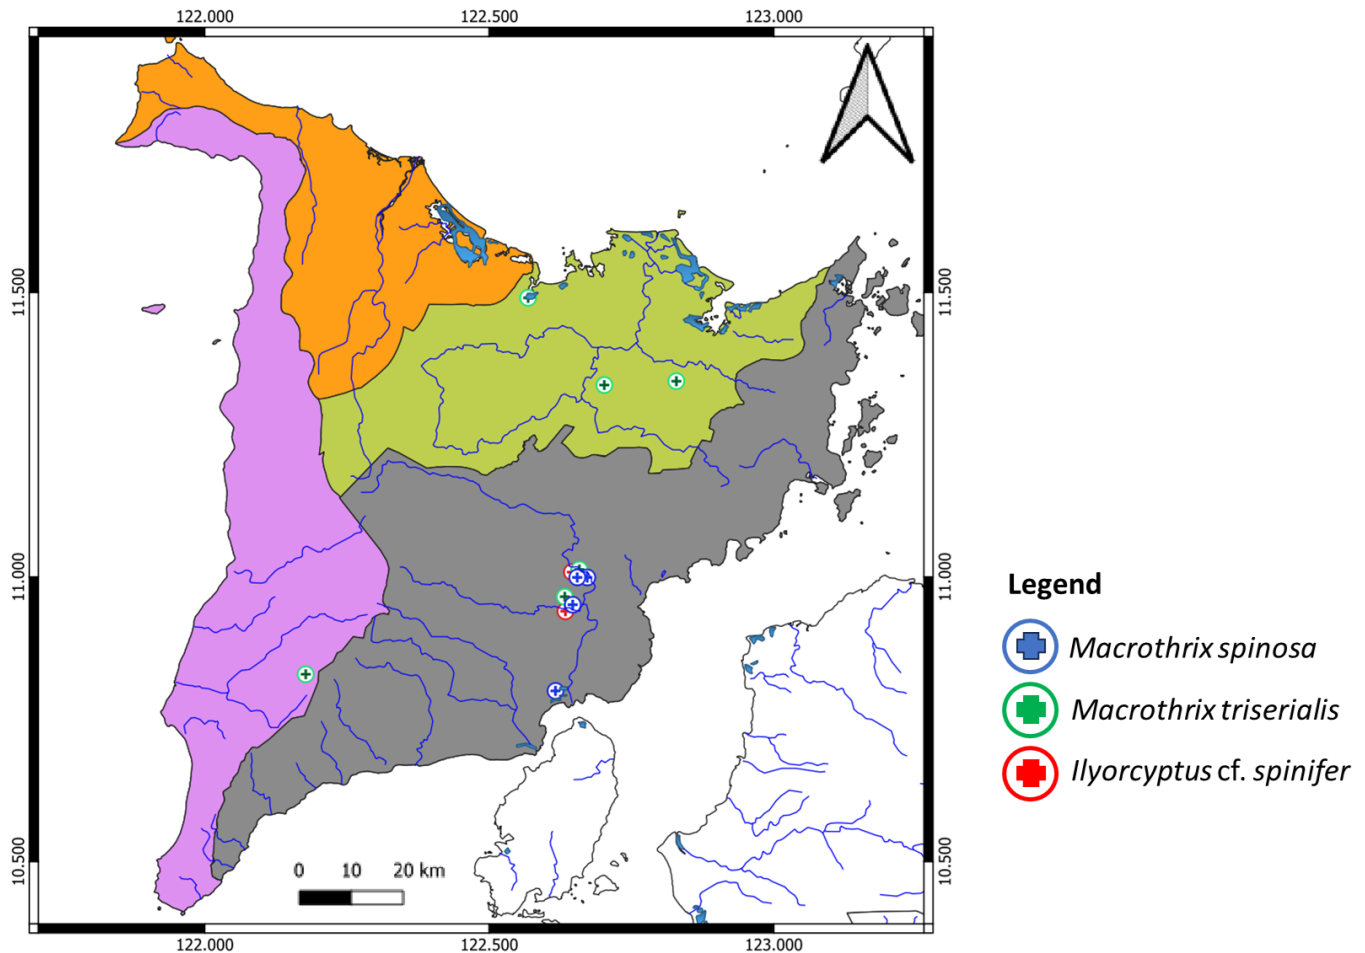 122.000 122.500 123.000
11.500 11.500
11.000 11.000
Legend
Macrothrix spinosa
Macrothrix triserialis
Ilyorcyptus cf. spinifer
10.500 10.500
0 10 20 km
122.000 122.500 123.000